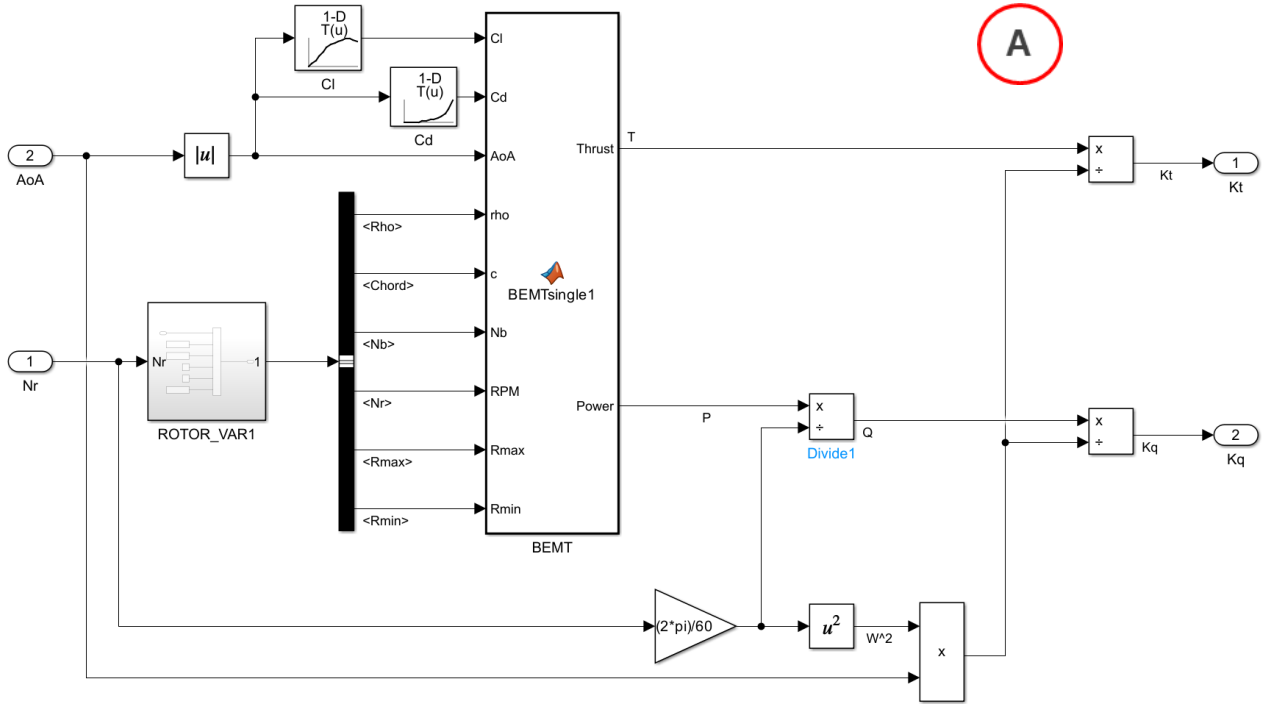 1-D
T(u)
Cl
A
1-D
T(u)
Cd
2
AoA
|u|
Cl
Cd
AoA
rho
c
Nb
RPM
Rmax
Rmin
Thrust
Power
BEMTsingle1
BEMT
<Rho>
<Chord>
<Nb>
<Nr>
<Rmax>
<Rmin>
1
Nr
Nr
1
ROTOR_VAR1
T
x
÷
Kt
1
Kt
P
x
÷
Divide1
Q
x
÷
Kq
2
Kq
(2*pi)/60
u²
W^2
x